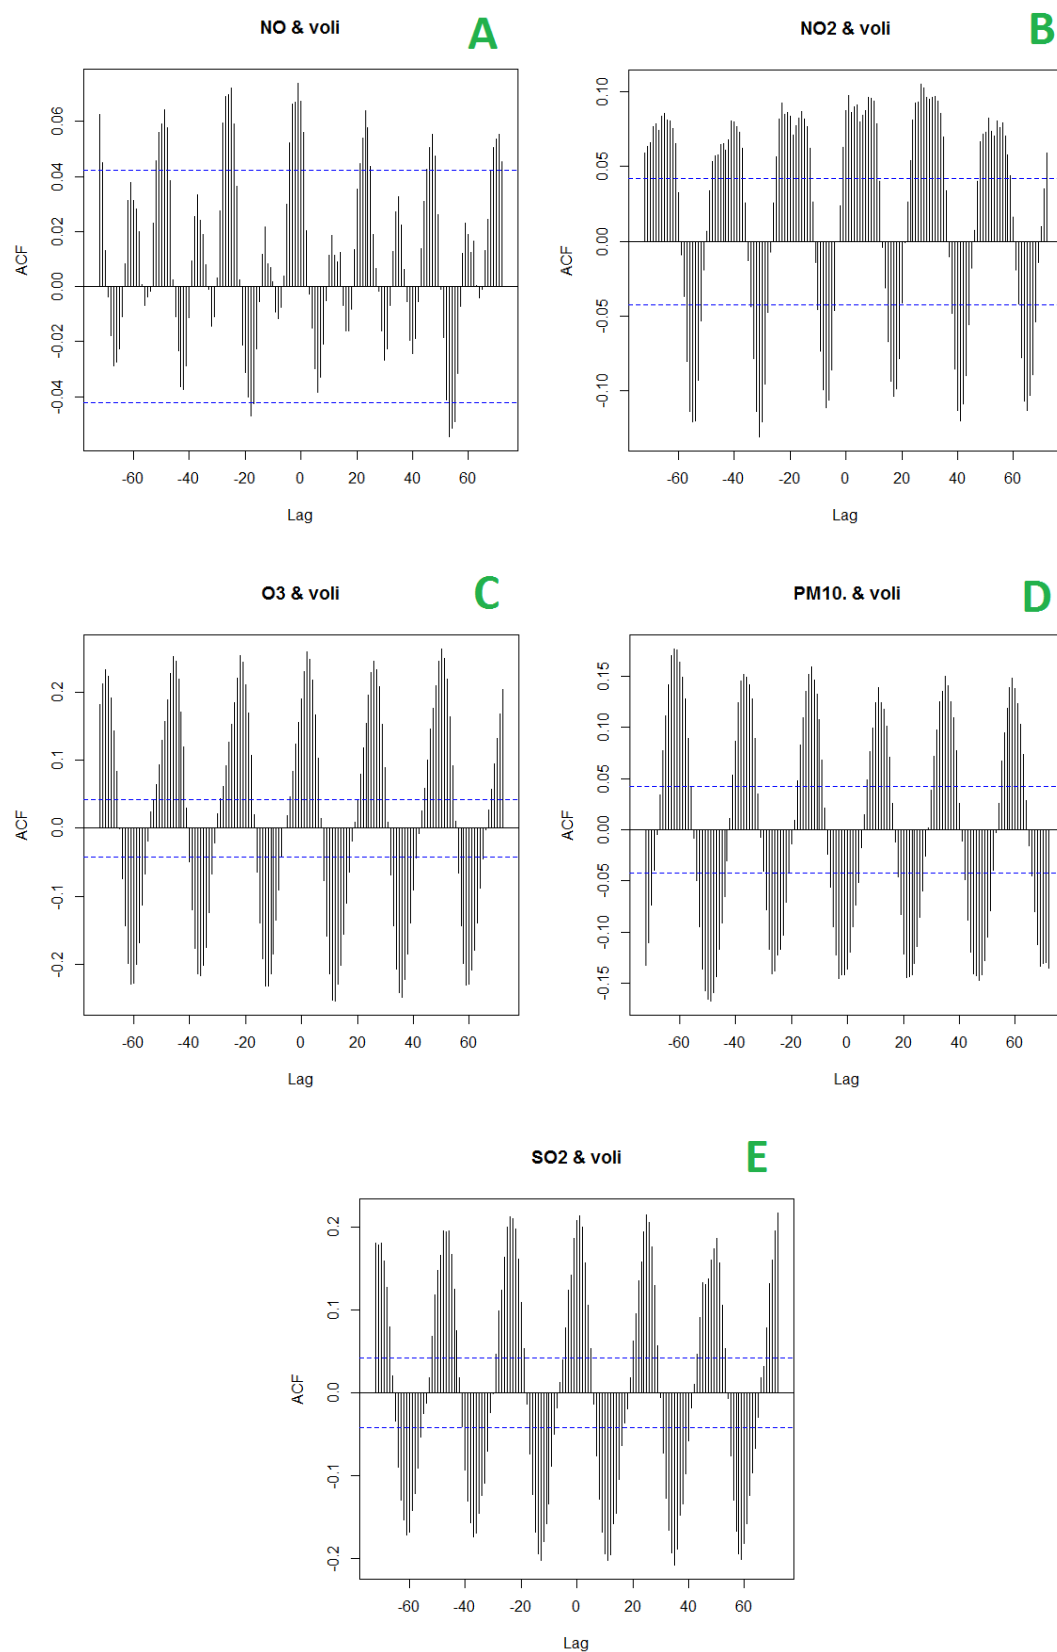 NO & voli
A
ACF
-0.04 -0.02 0.00 0.02 0.04 0.06
-60 -40 -20 0 20 40 60
Lag
NO2 & voli
B
ACF
-0.10 -0.05 0.00 0.05 0.10
-60 -40 -20 0 20 40 60
Lag
O3 & voli
C
ACF
-0.2 -0.1 0.0 0.1 0.2
-60 -40 -20 0 20 40 60
Lag
PM10. & voli
D
ACF
-0.15 -0.10 -0.05 0.00 0.05 0.10 0.15
-60 -40 -20 0 20 40 60
Lag
SO2 & voli
E
ACF
-0.2 -0.1 0.0 0.1 0.2
-60 -40 -20 0 20 40 60
Lag